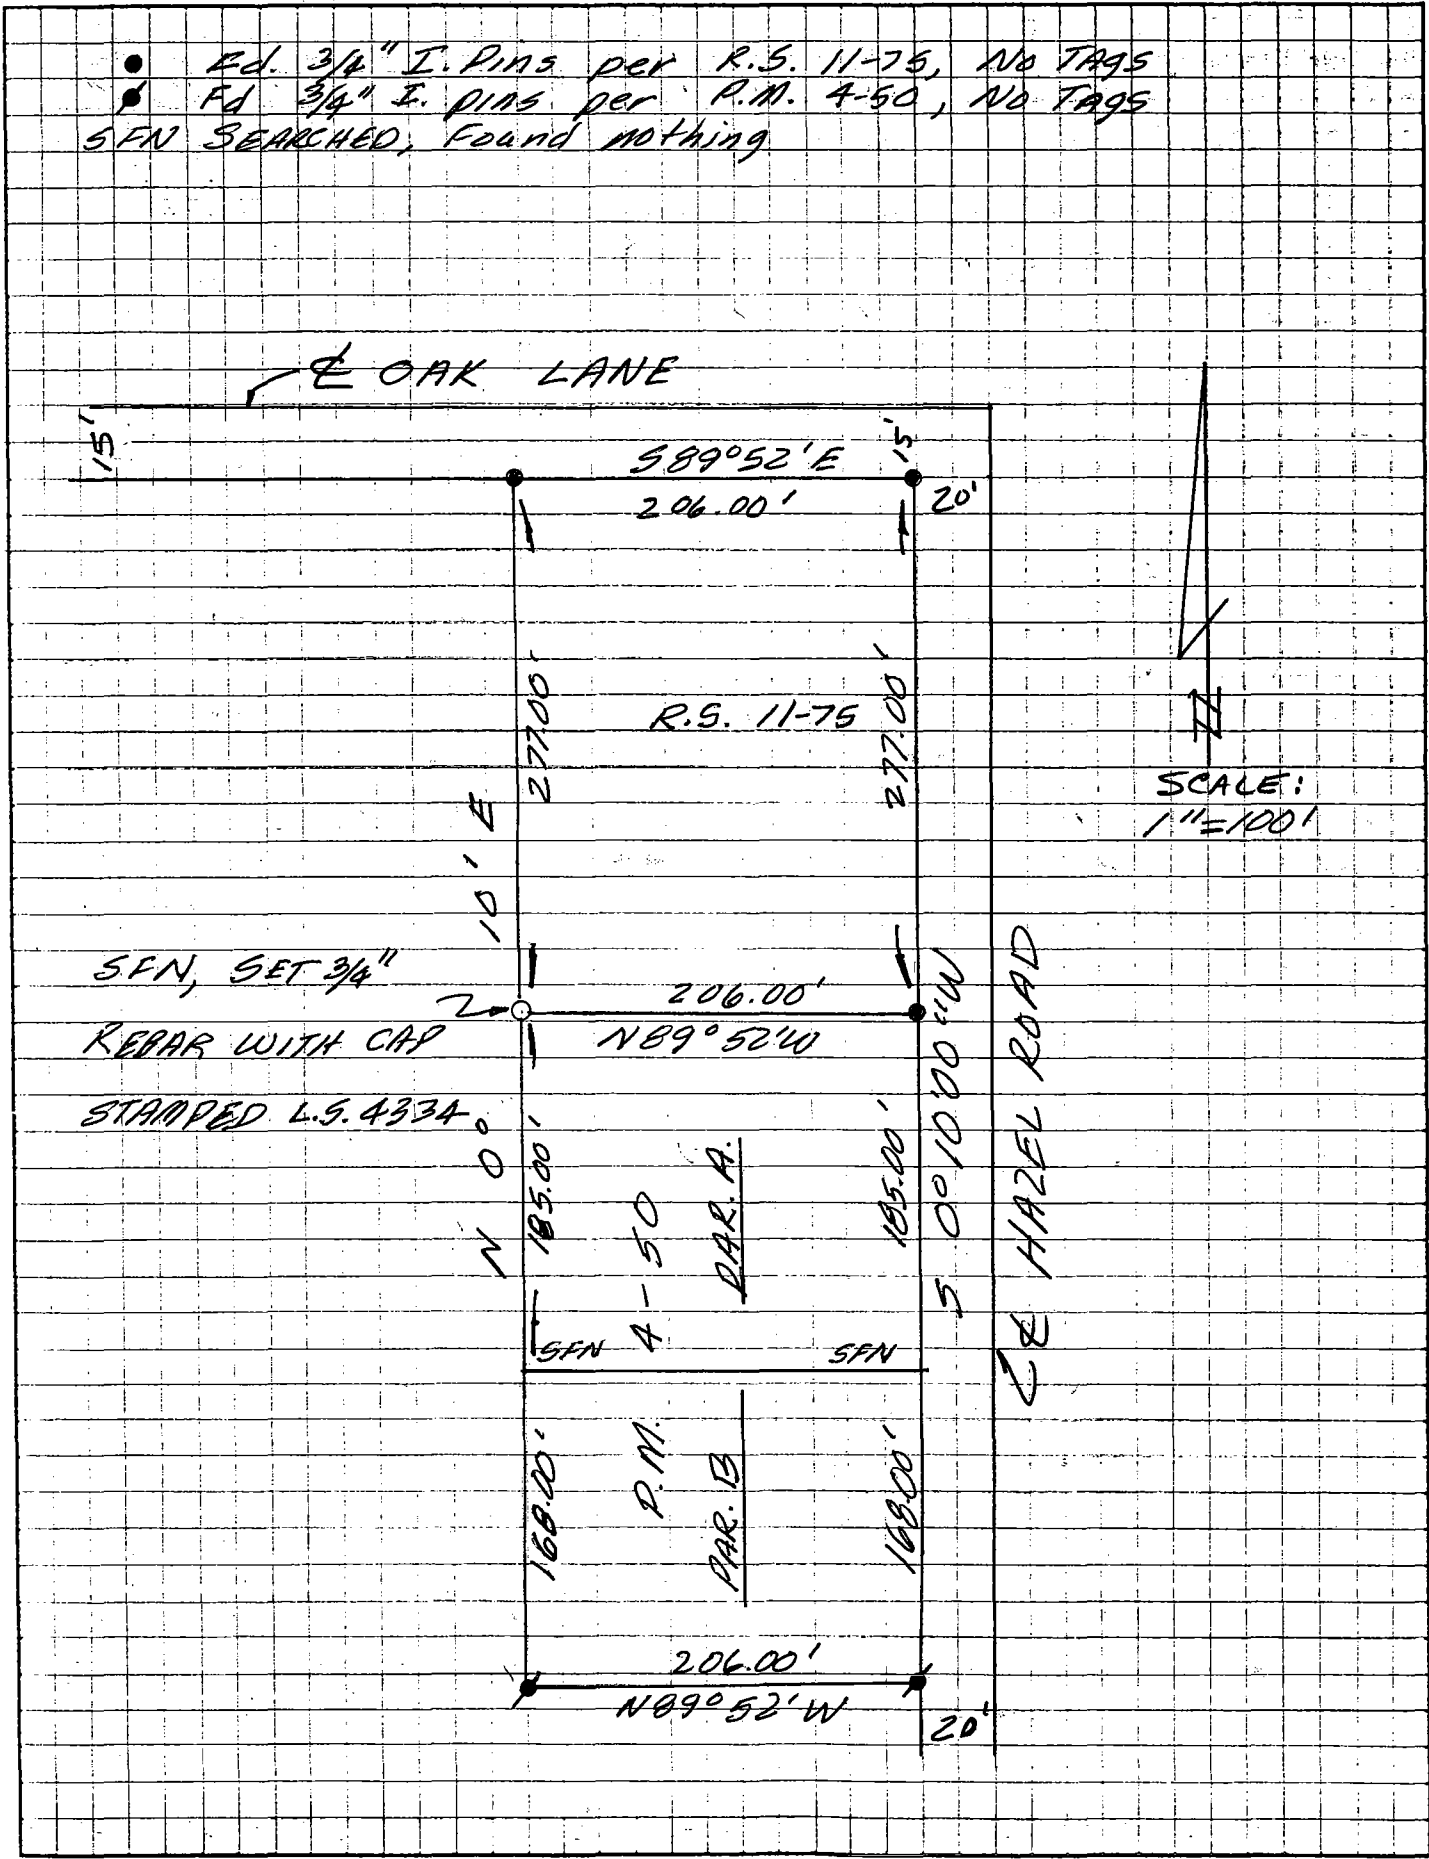 Fd. 3/4" I. Pins per R.S. 11-75, No TAgs
Fd 3/4" I. pins per P.M. 4-50, No TAgs
SFN SEARCHED, Found nothing
℄ OAK LANE
15'
S89°52'E
15'
206.00'
20'
277.00'
R.S. 11-75
277.00'
SCALE:
1"=100'
N 0° 10' E
SFN, SET 3/4"
REBAR WITH CAP
STAMPED L.S. 4334
206.00'
N89°52'W
S 0°10'00"W
℄ HAZEL ROAD
185.00'
P.M. 4-50
PAR. A.
185.00'
SFN
SFN
168.00'
PAR. B
168.00'
206.00'
N89°52'W
20'